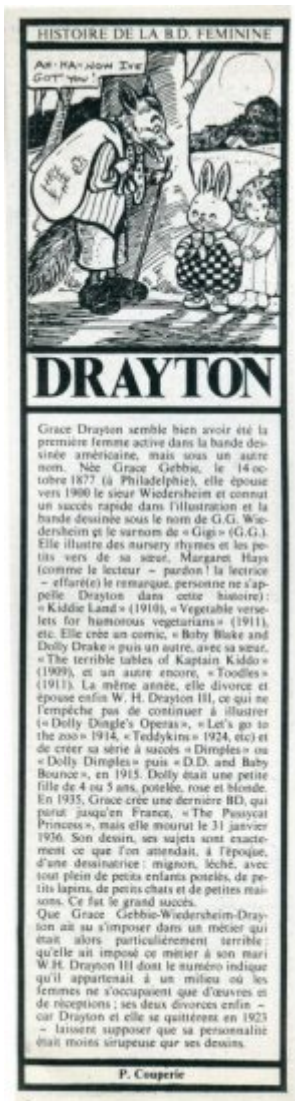 HISTOIRE DE LA B.D. FEMININE
AH-HA-NOW I'VE
GOT YOU!
DRAYTON
Grace Drayton semble bien avoir été la
première femme active dans la bande des-
sinée américaine, mais sous un autre
nom. Née Grace Gebbie, le 14 oc-
tobre 1877 (à Philadelphie), elle épouse
vers 1900 le sieur Wiedersheim et connut
un succès rapide dans l'illustration et la
bande dessinée sous le nom de G.G. Wie-
dersheim et le surnom de « Gigi » (G.G.).
Elle illustre des nursery rhymes et les pe-
tits vers de sa sœur, Margaret Hays
(comme le lecteur – pardon ! la lectrice
– effaré(e) le remarque, personne ne s'ap-
pelle Drayton dans cette histoire) :
« Kiddie Land » (1910), « Vegetable verse-
lets for humorous vegetarians » (1911),
etc. Elle crée un comic, « Boby Blake and
Dolly Drake » puis un autre, avec sa sœur,
« The terrible tables of Kaptain Kiddo »
(1909), et un autre encore, « Toodles »
(1911). La même année, elle divorce et
épouse enfin W. H. Drayton III, ce qui ne
l'empêche pas de continuer à illustrer
(« Dolly Dingle's Operas », « Let's go to
the zoo » 1914, « Teddykins » 1924, etc) et
de créer sa série à succès « Dimples » ou
« Dolly Dimples » puis « D.D. and Baby
Bounce », en 1915. Dolly était une petite
fille de 4 ou 5 ans, potelée, rose et blonde.
En 1935, Grace crée une dernière BD, qui
parut jusqu'en France, « The Pussycat
Princess », mais elle mourut le 31 janvier
1936. Son dessin, ses sujets sont exacte-
ment ce que l'on attendait, à l'époque,
d'une dessinatrice : mignon, léché, avec
tout plein de petits enfants potelés, de pe-
tits lapins, de petits chats et de petites mai-
sons. Ce fut le grand succès.
Que Grace Gebbie-Wiedersheim-Dray-
ton ait su s'imposer dans un métier qui
était alors particulièrement terrible ;
qu'elle ait imposé ce métier à son mari
W.H. Drayton III dont le numéro indique
qu'il appartenait à un milieu où les
femmes ne s'occupaient que d'œuvres et
de réceptions ; ses deux divorces enfin –
car Drayton et elle se quittèrent en 1923
– laissent supposer que sa personnalité
était moins sirupeuse que ses dessins.
P. Couperie